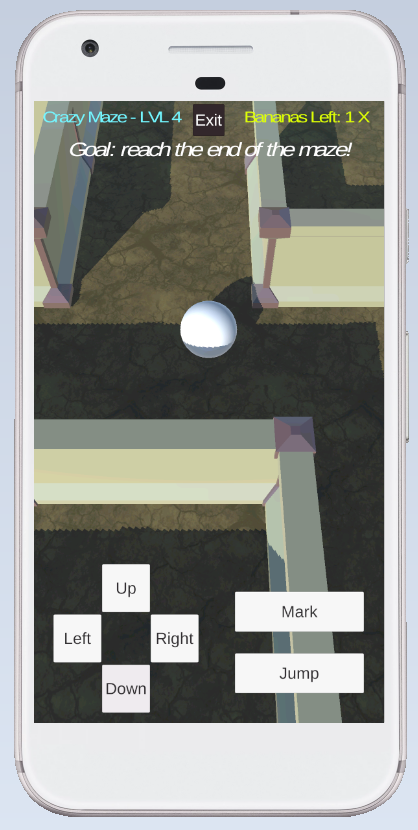 Crazy Maze - LVL 4
Exit
Bananas Left: 1 X
Goal: reach the end of the maze!
Up
Left
Right
Down
Mark
Jump